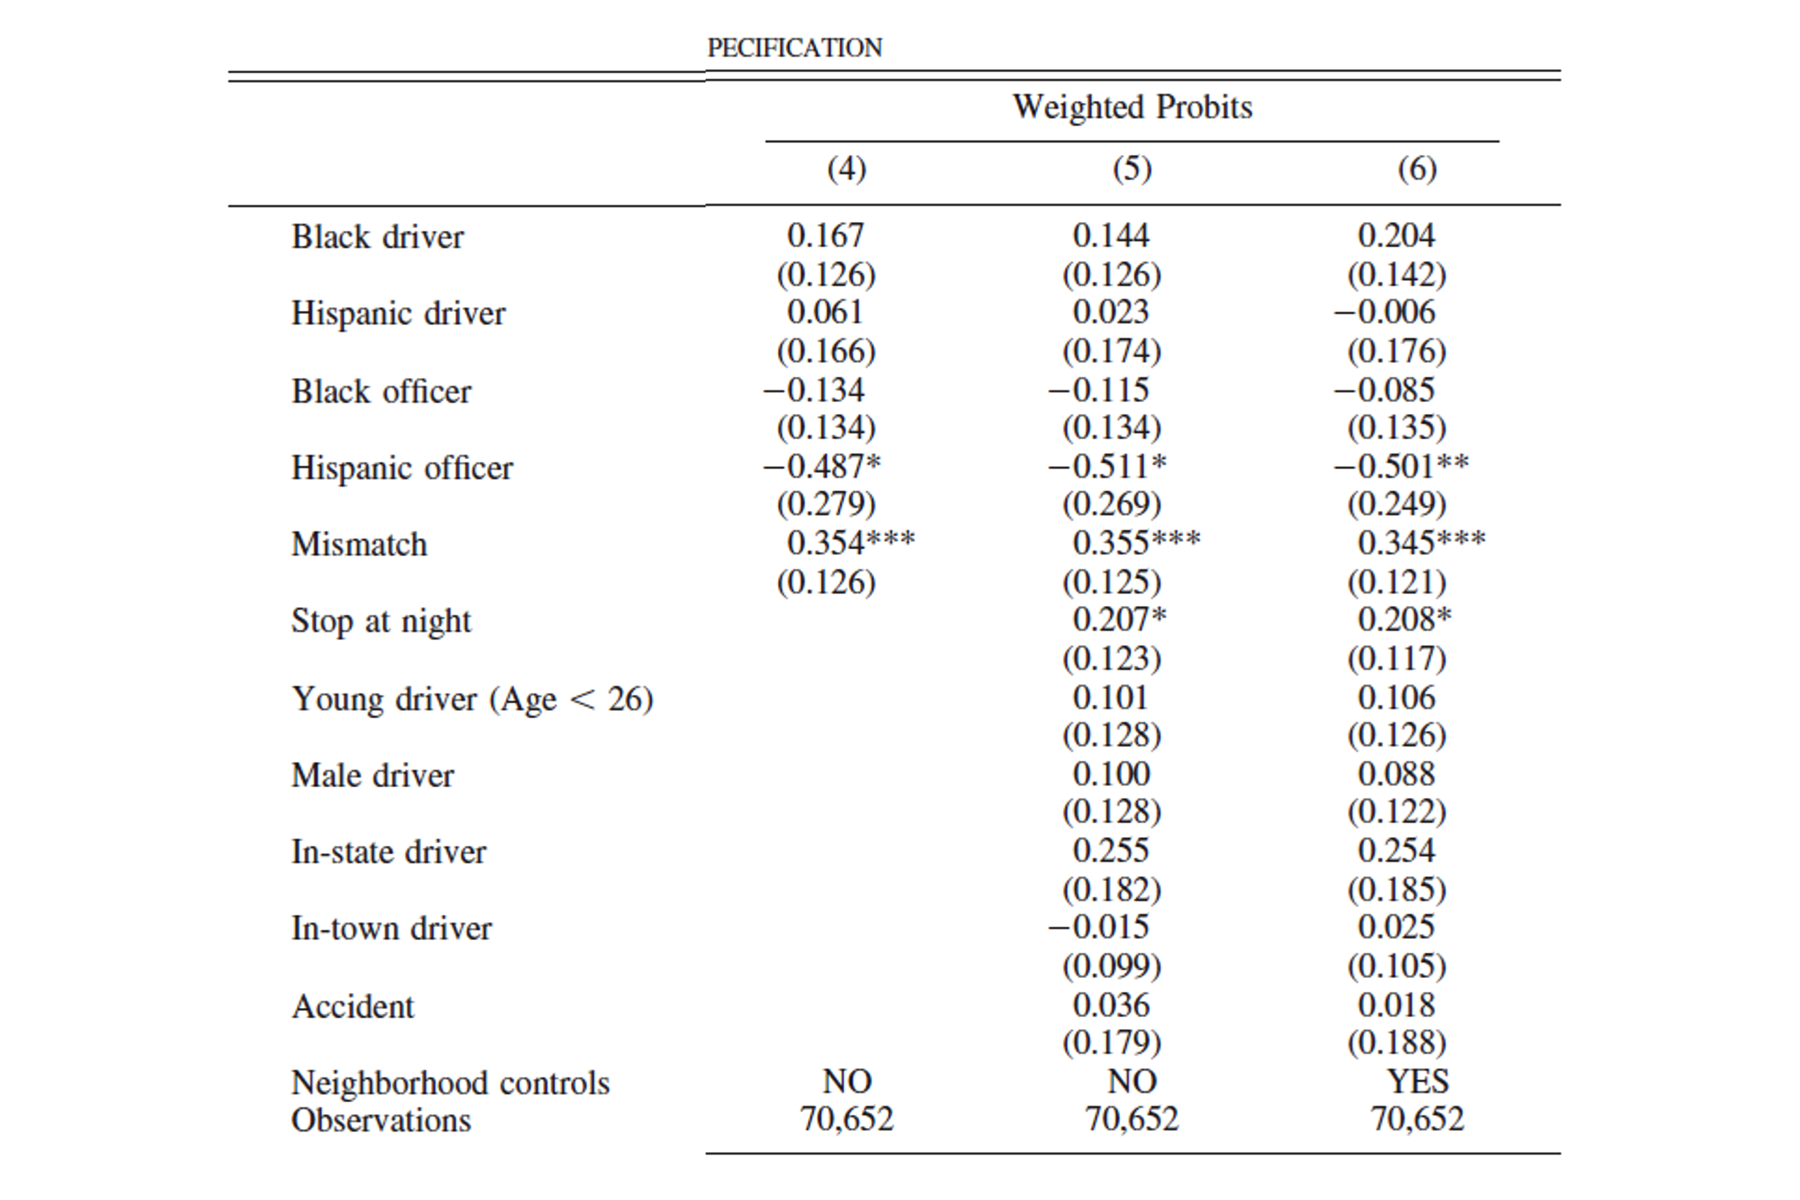 PECIFICATION
Weighted Probits
(4) (5) (6)
Black driver 0.167 0.144 0.204
(0.126) (0.126) (0.142)
Hispanic driver 0.061 0.023 −0.006
(0.166) (0.174) (0.176)
Black officer −0.134 −0.115 −0.085
(0.134) (0.134) (0.135)
Hispanic officer −0.487* −0.511* −0.501**
(0.279) (0.269) (0.249)
Mismatch 0.354*** 0.355*** 0.345***
(0.126) (0.125) (0.121)
Stop at night 0.207* 0.208*
(0.123) (0.117)
Young driver (Age < 26) 0.101 0.106
(0.128) (0.126)
Male driver 0.100 0.088
(0.128) (0.122)
In-state driver 0.255 0.254
(0.182) (0.185)
In-town driver −0.015 0.025
(0.099) (0.105)
Accident 0.036 0.018
(0.179) (0.188)
Neighborhood controls NO NO YES
Observations 70,652 70,652 70,652